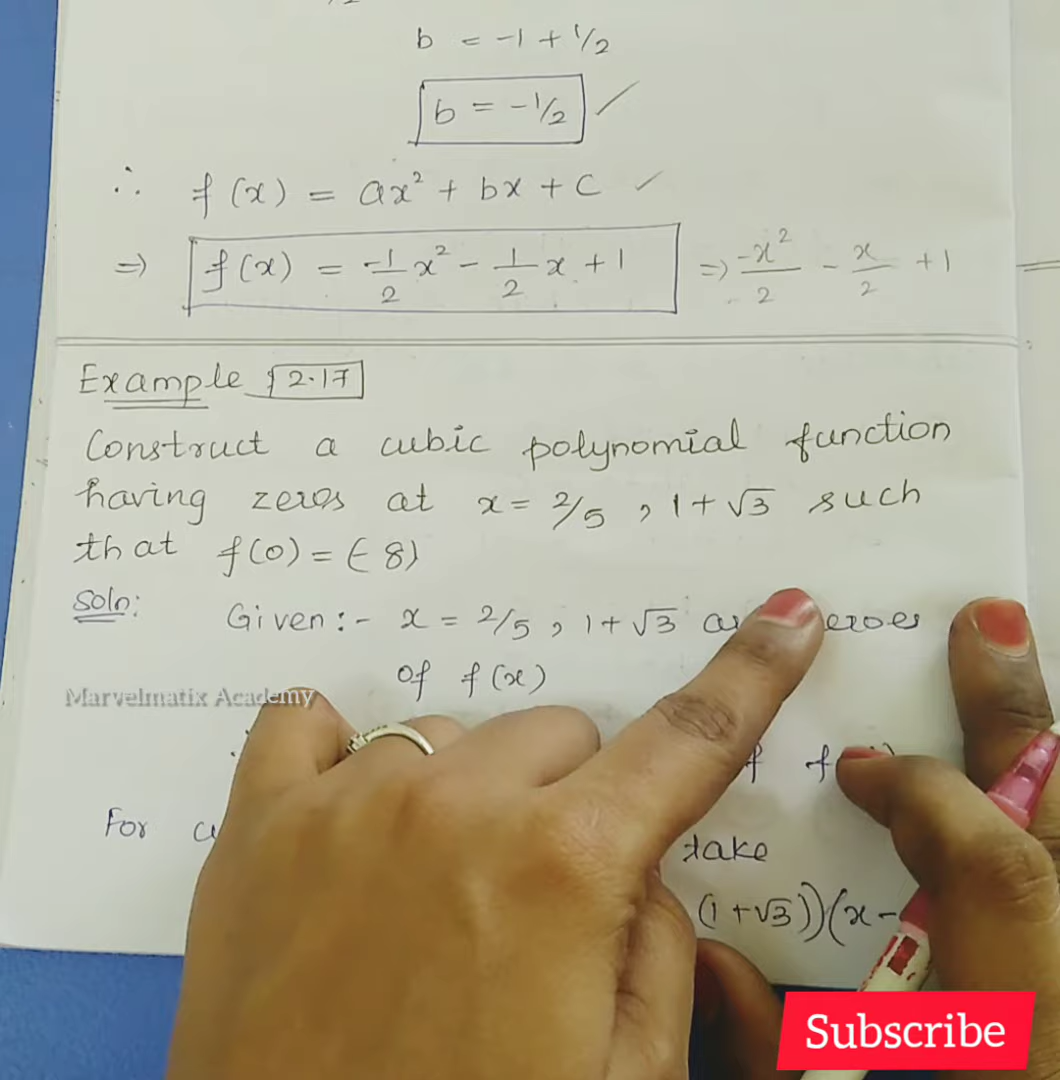 b = -1 + 1/2
b = -1/2 ✓
∴ f(x) = ax² + bx + c ✓
=> f(x) = -1/2 x² - 1/2 x + 1 => -x²/2 - x/2 + 1
Example 2.17
Construct a cubic polynomial function
having zeros at x = 2/5 , 1+√3 such
that f(0) = (-8)
Soln: Given :- x = 2/5 , 1+√3
of f(x)
Marvelmatix Academy
For
take
(1+√3))(x-
Subscribe